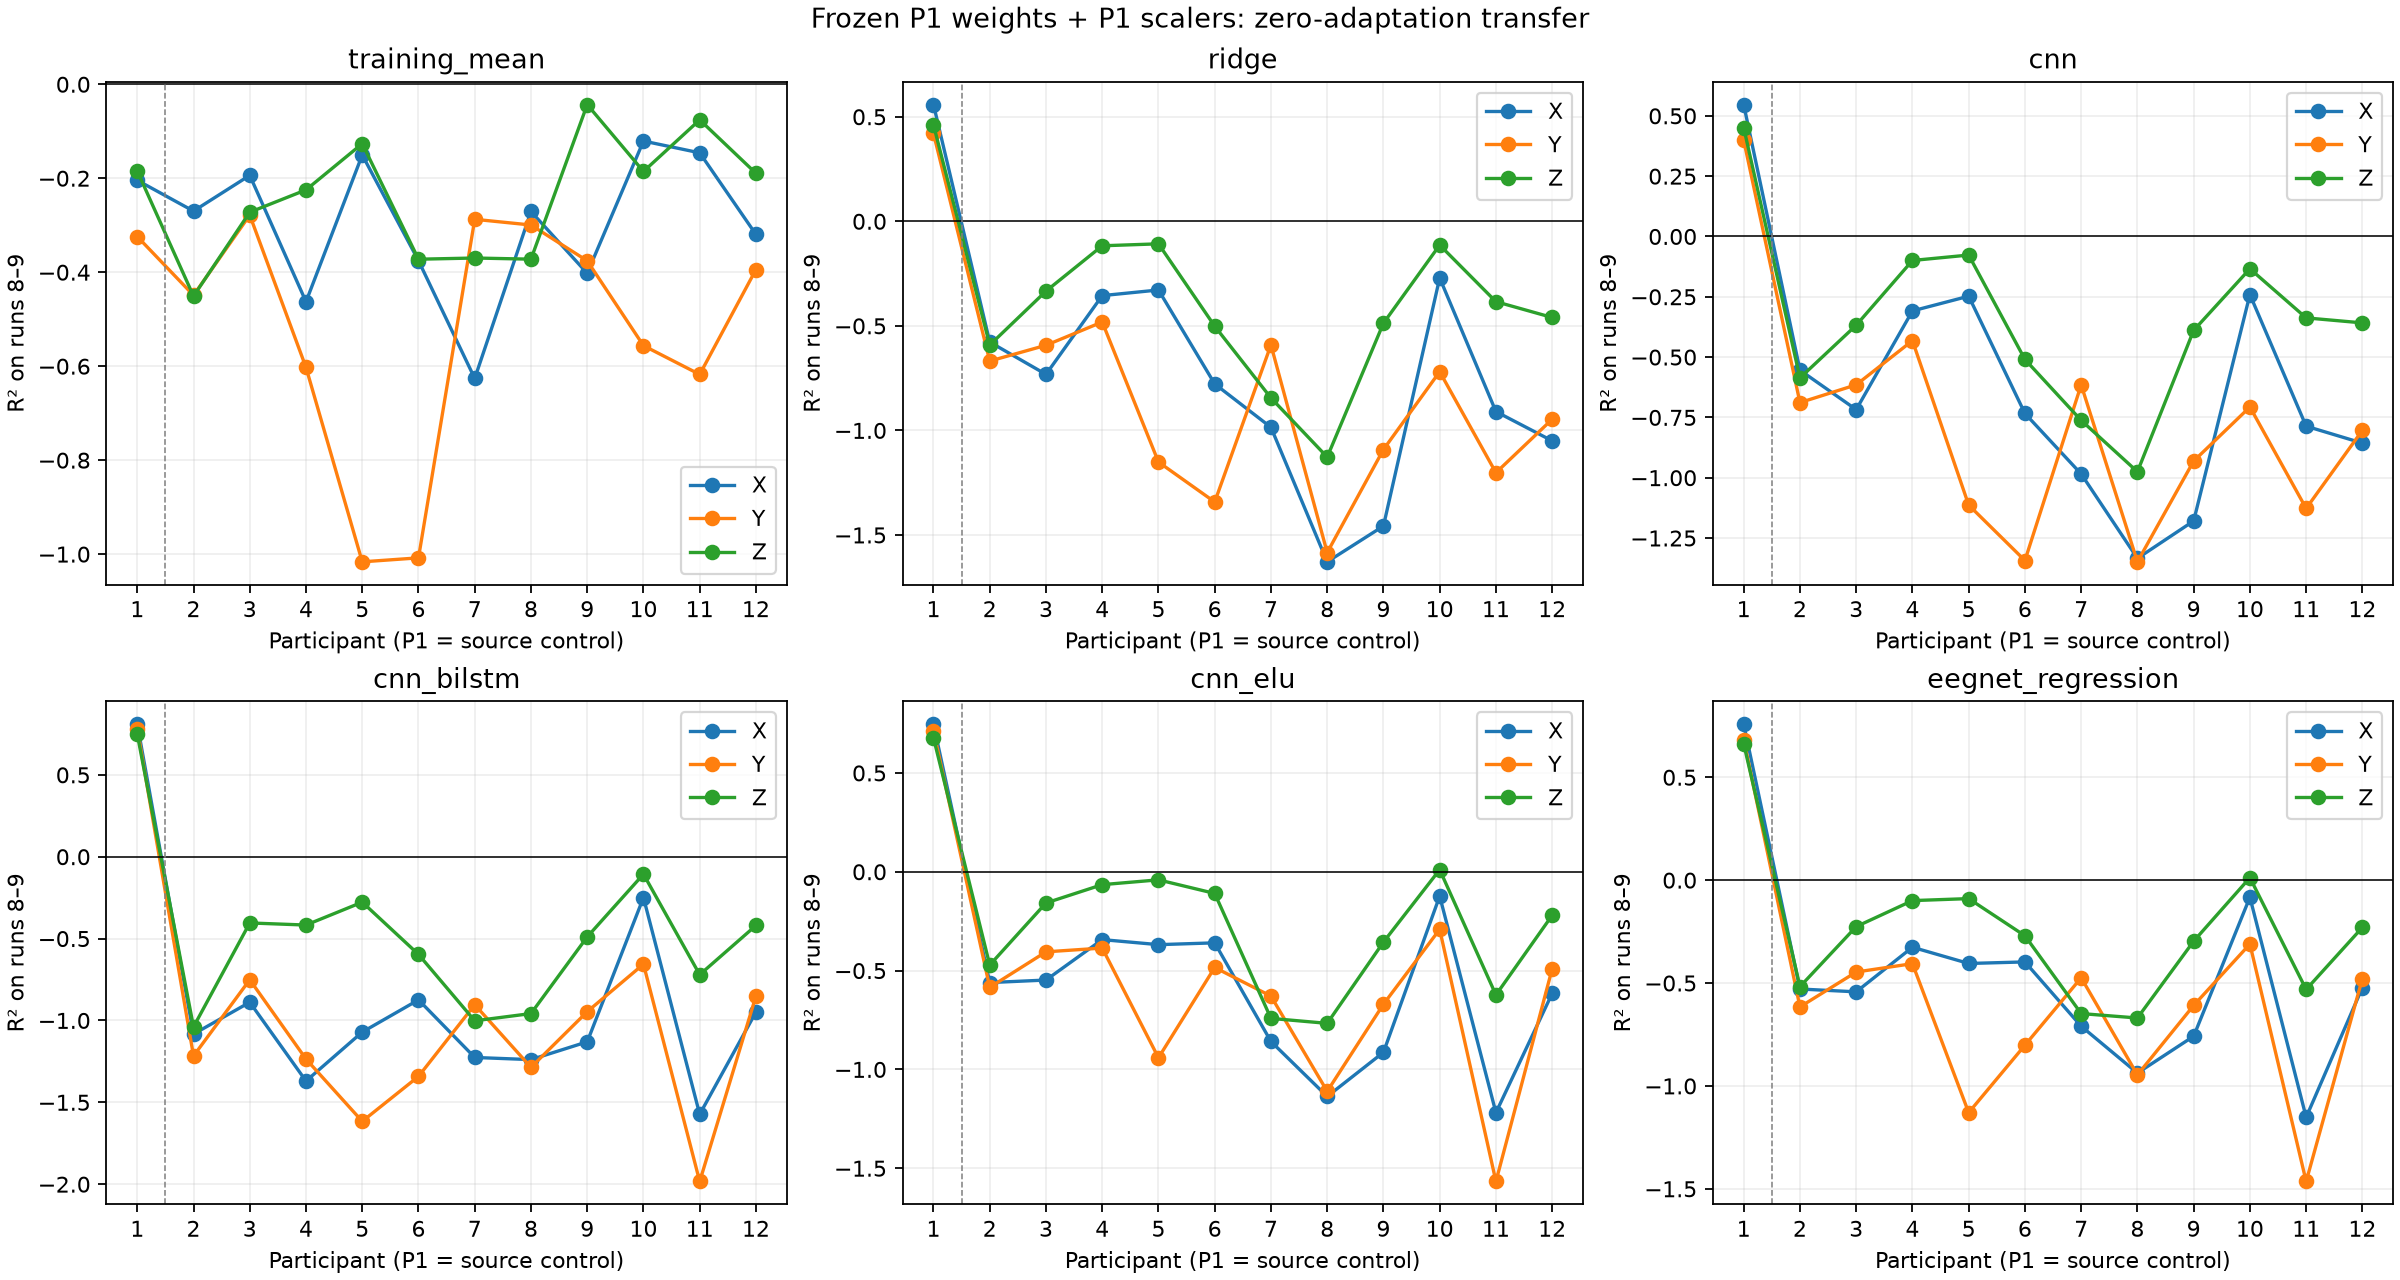 Frozen P1 weights + P1 scalers: zero-adaptation transfer
training_mean
0.0
−0.2
−0.4
−0.6
−0.8
−1.0
R² on runs 8–9
X
Y
Z
1 2 3 4 5 6 7 8 9 10 11 12
Participant (P1 = source control)
ridge
0.5
0.0
−0.5
−1.0
−1.5
R² on runs 8–9
X
Y
Z
1 2 3 4 5 6 7 8 9 10 11 12
Participant (P1 = source control)
cnn
0.50
0.25
0.00
−0.25
−0.50
−0.75
−1.00
−1.25
R² on runs 8–9
X
Y
Z
1 2 3 4 5 6 7 8 9 10 11 12
Participant (P1 = source control)
cnn_bilstm
0.5
0.0
−0.5
−1.0
−1.5
−2.0
R² on runs 8–9
X
Y
Z
1 2 3 4 5 6 7 8 9 10 11 12
Participant (P1 = source control)
cnn_elu
0.5
0.0
−0.5
−1.0
−1.5
R² on runs 8–9
X
Y
Z
1 2 3 4 5 6 7 8 9 10 11 12
Participant (P1 = source control)
eegnet_regression
0.5
0.0
−0.5
−1.0
−1.5
R² on runs 8–9
X
Y
Z
1 2 3 4 5 6 7 8 9 10 11 12
Participant (P1 = source control)